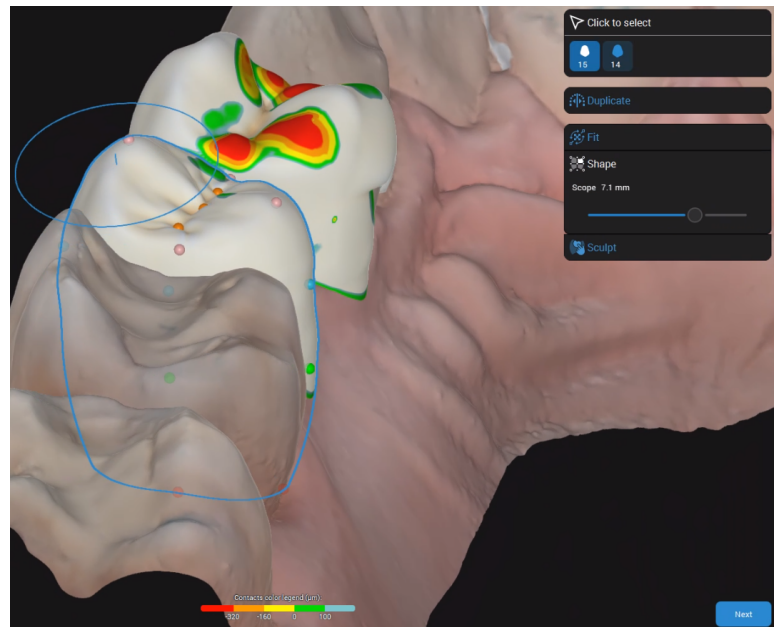 Click to select
15 14
Duplicate
Fit
Shape
Scope 7.1 mm
Sculpt
Contacts color legend (µm):
-320 -160 0 100
Next